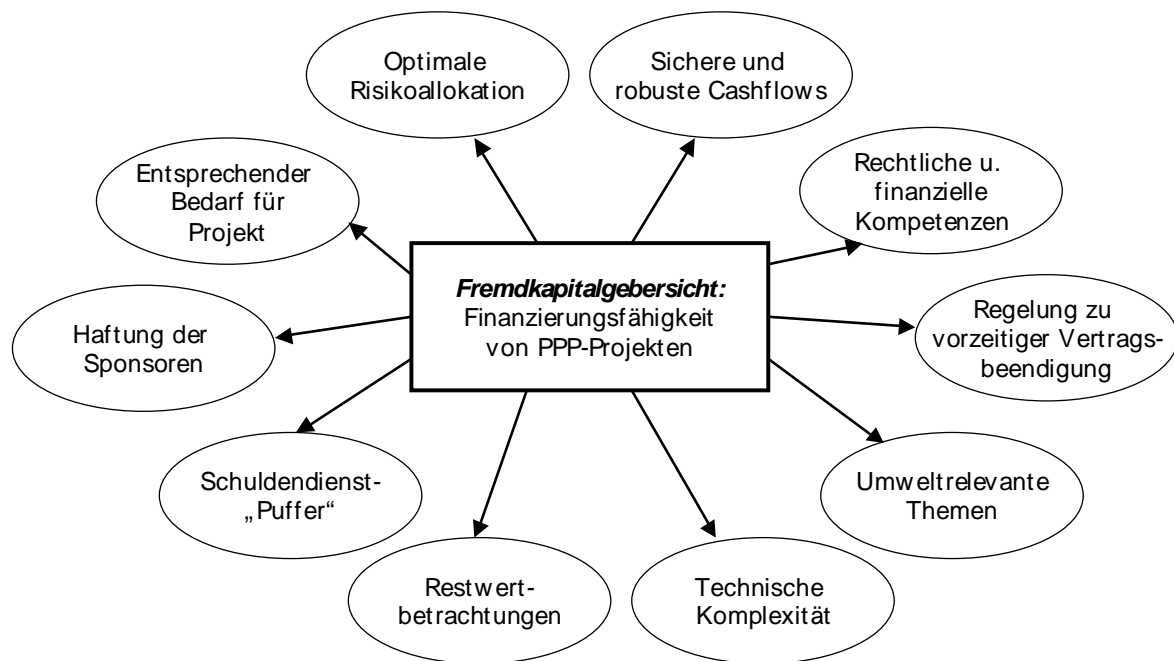 Optimale
Risikoallokation
Sichere und
robuste Cashflows
Entsprechender
Bedarf für
Projekt
Rechtliche u.
finanzielle
Kompetenzen
Fremdkapitalgebersicht:
Finanzierungsfähigkeit
von PPP-Projekten
Haftung der
Sponsoren
Regelung zu
vorzeitiger Vertrags-
beendigung
Schuldendienst-
„Puffer“
Umweltrelevante
Themen
Restwert-
betrachtungen
Technische
Komplexität